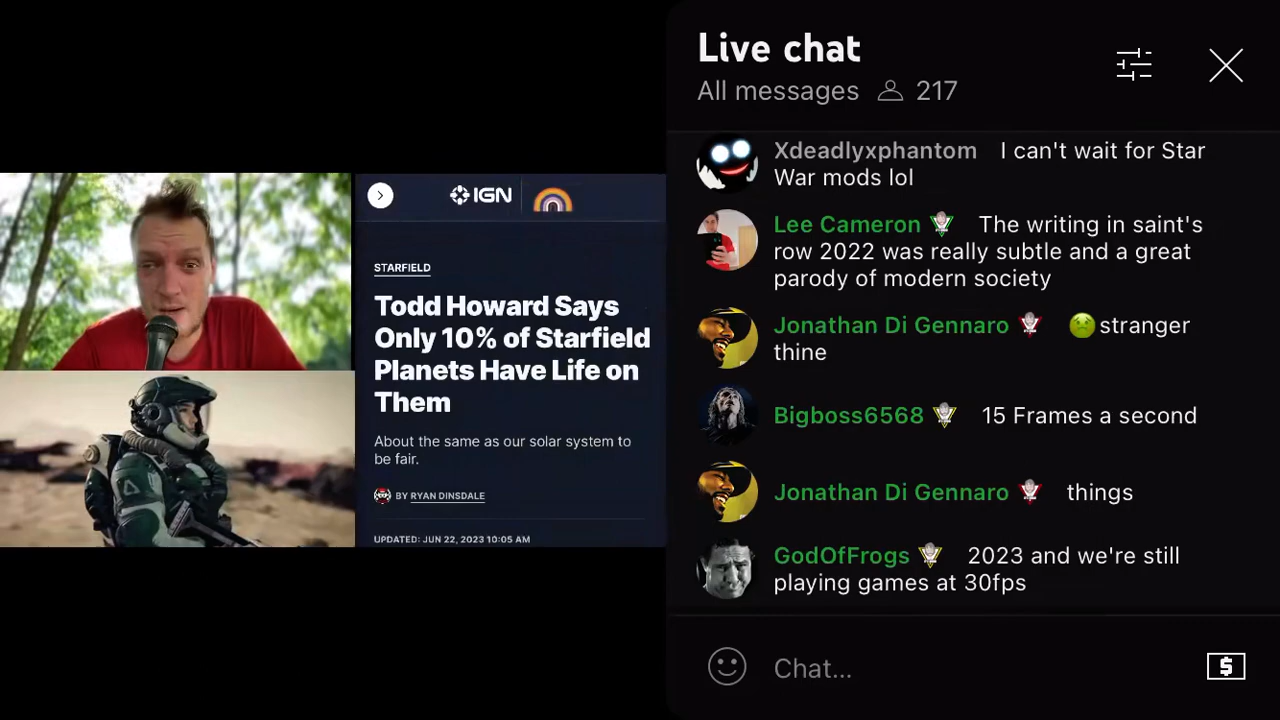 IGN
STARFIELD
Todd Howard Says
Only 10% of Starfield
Planets Have Life on
Them
About the same as our solar system to
be fair.
BY RYAN DINSDALE
UPDATED: JUN 22, 2023 10:05 AM
Live chat
All messages 217
Xdeadlyxphantom I can't wait for Star
War mods lol
Lee Cameron The writing in saint's
row 2022 was really subtle and a great
parody of modern society
Jonathan Di Gennaro 🤢stranger
thine
Bigboss6568 15 Frames a second
Jonathan Di Gennaro things
GodOfFrogs 2023 and we're still
playing games at 30fps
Chat...